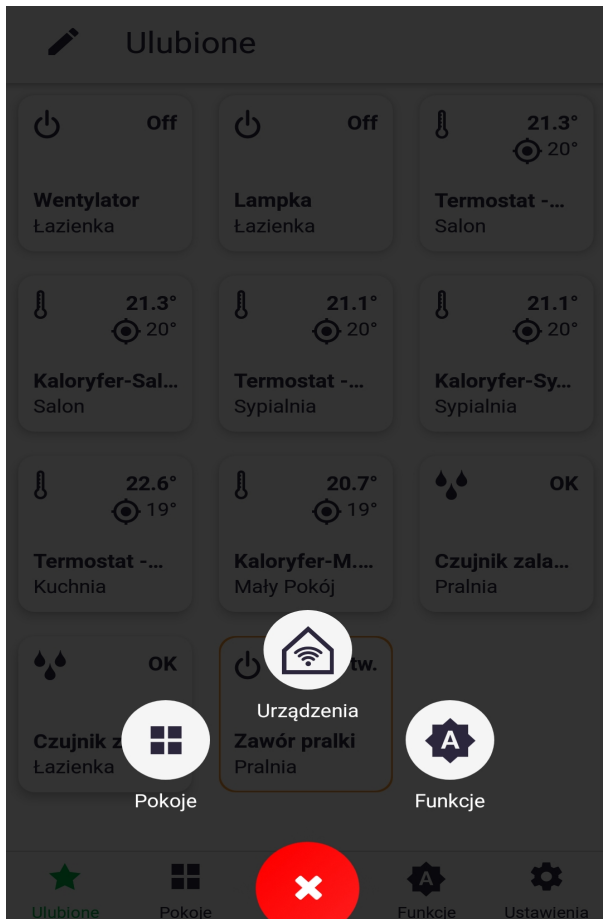 Ulubione
Off
Wentylator
Łazienka
Off
Lampka
Łazienka
21.3°
20°
Termostat -...
Salon
21.3°
20°
Kaloryfer-Sal...
Salon
21.1°
20°
Termostat -...
Sypialnia
21.1°
20°
Kaloryfer-Sy...
Sypialnia
22.6°
19°
Termostat -...
Kuchnia
20.7°
19°
Kaloryfer-M....
Mały Pokój
OK
Czujnik zala...
Pralnia
OK
Czujnik z
Łazienka
tw.
Zawór pralki
Pralnia
Urządzenia
Pokoje
Funkcje
A
Ulubione
Pokoje
A
Funkcje
Ustawienia